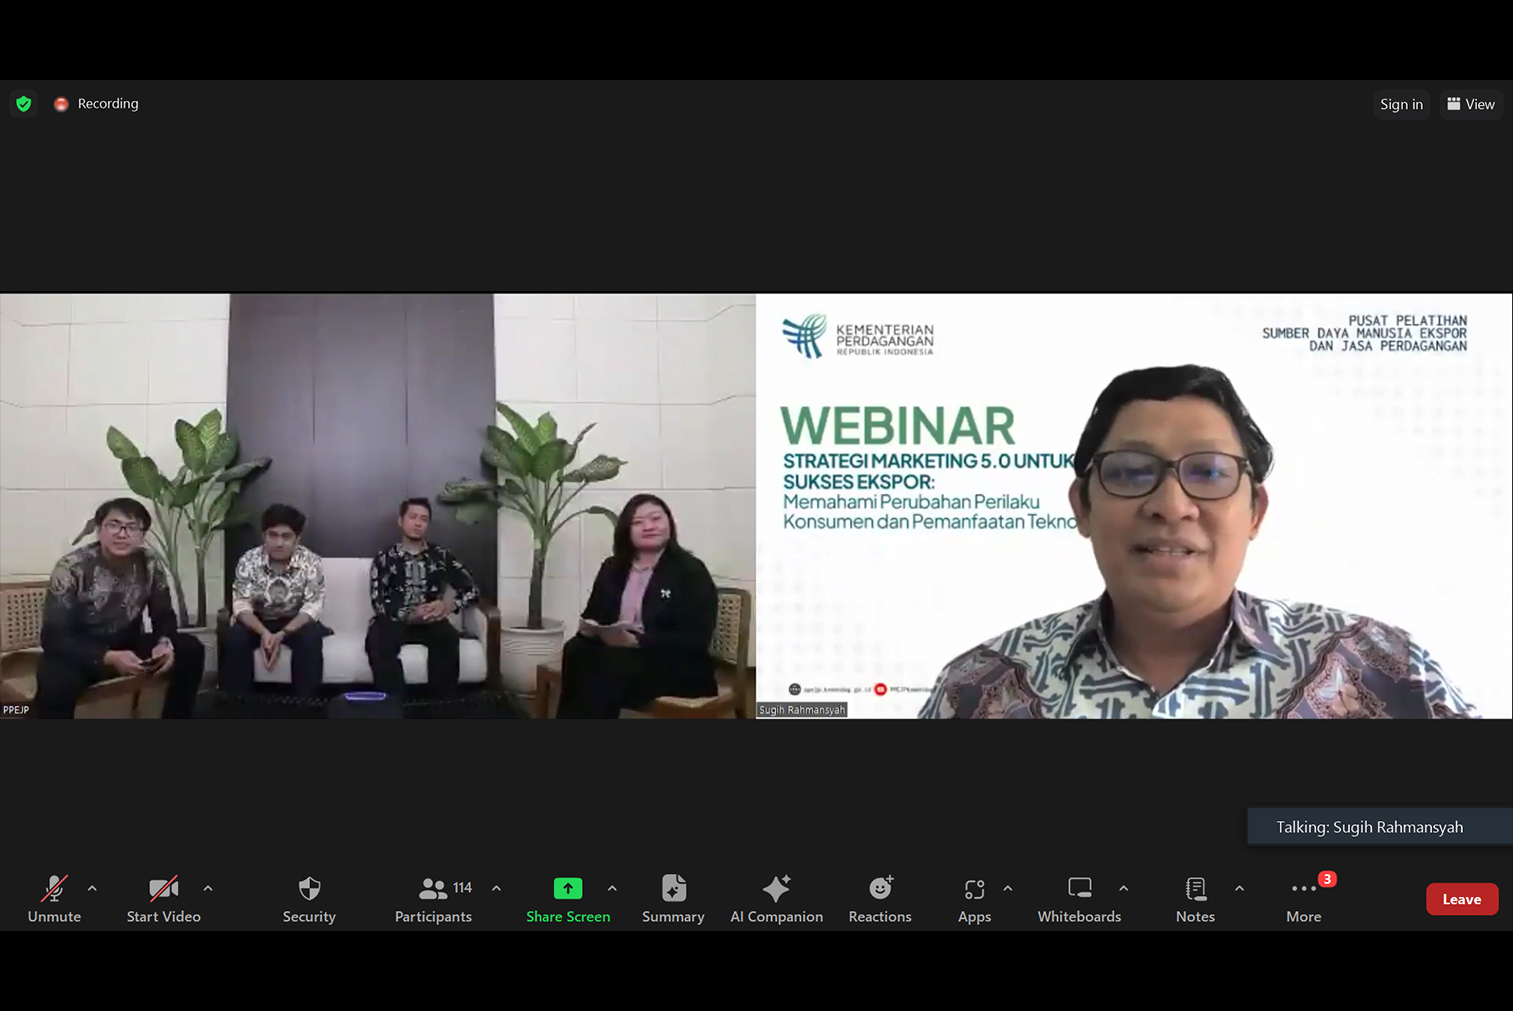 Recording
Sign in
View
KEMENTERIAN
PERDAGANGAN
REPUBLIK INDONESIA
PUSAT PELATIHAN
SUMBER DAYA MANUSIA EKSPOR
DAN JASA PERDAGANGAN
WEBINAR
STRATEGI MARKETING 5.0 UNTUK
SUKSES EKSPOR:
Memahami Perubahan Perilaku
Konsumen dan Pemanfaatan Tekno
PPEJP
Sugih Rahmansyah
Talking: Sugih Rahmansyah
114
3
Unmute
Start Video
Security
Participants
Share Screen
Summary
AI Companion
Reactions
Apps
Whiteboards
Notes
More
Leave